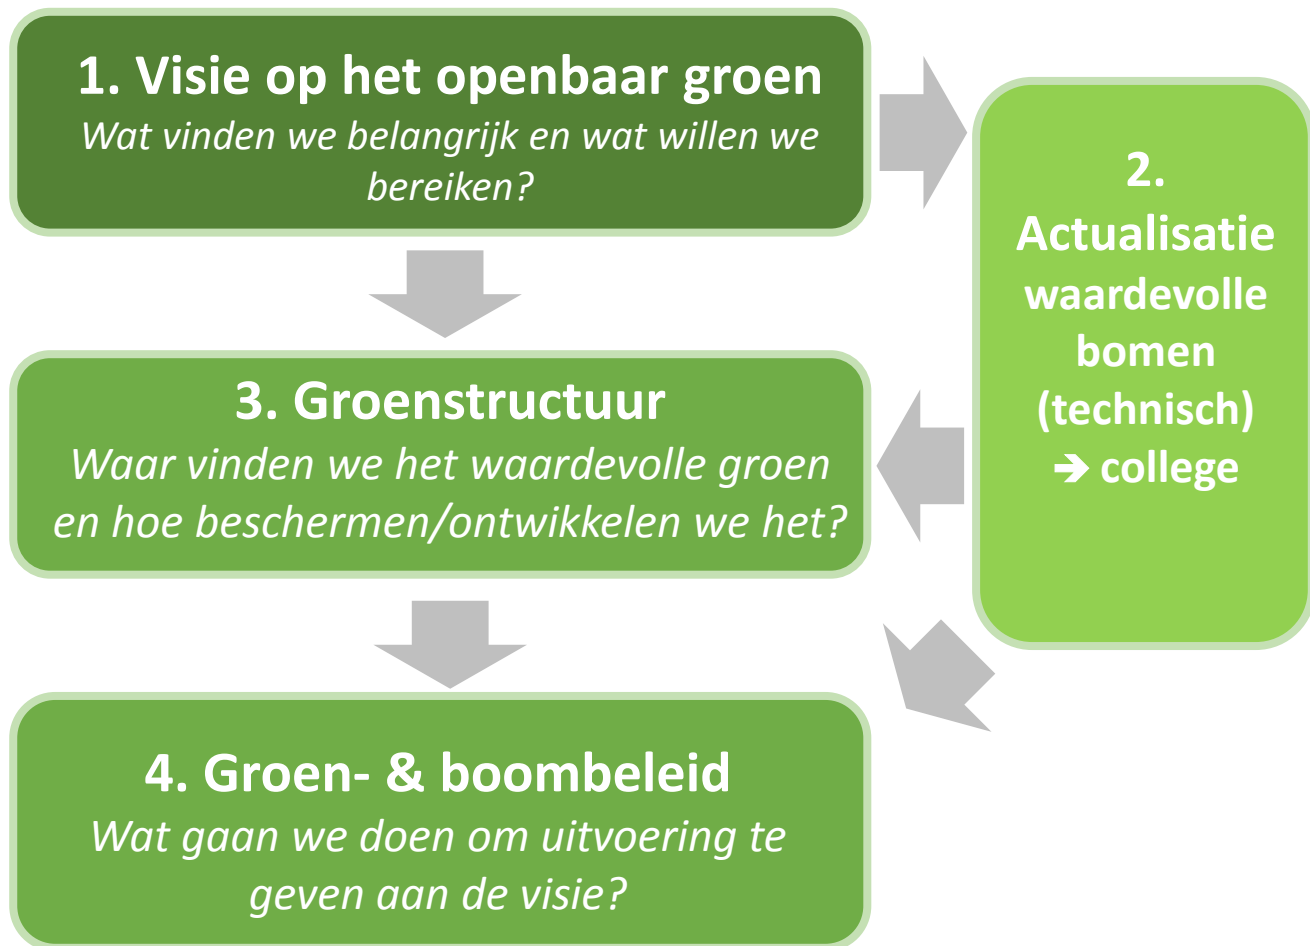 1. Visie op het openbaar groen
Wat vinden we belangrijk en wat willen we
bereiken?
2.
Actualisatie
waardevolle
bomen
(technisch)
➔ college
3. Groenstructuur
Waar vinden we het waardevolle groen
en hoe beschermen/ontwikkelen we het?
4. Groen- & boombeleid
Wat gaan we doen om uitvoering te
geven aan de visie?